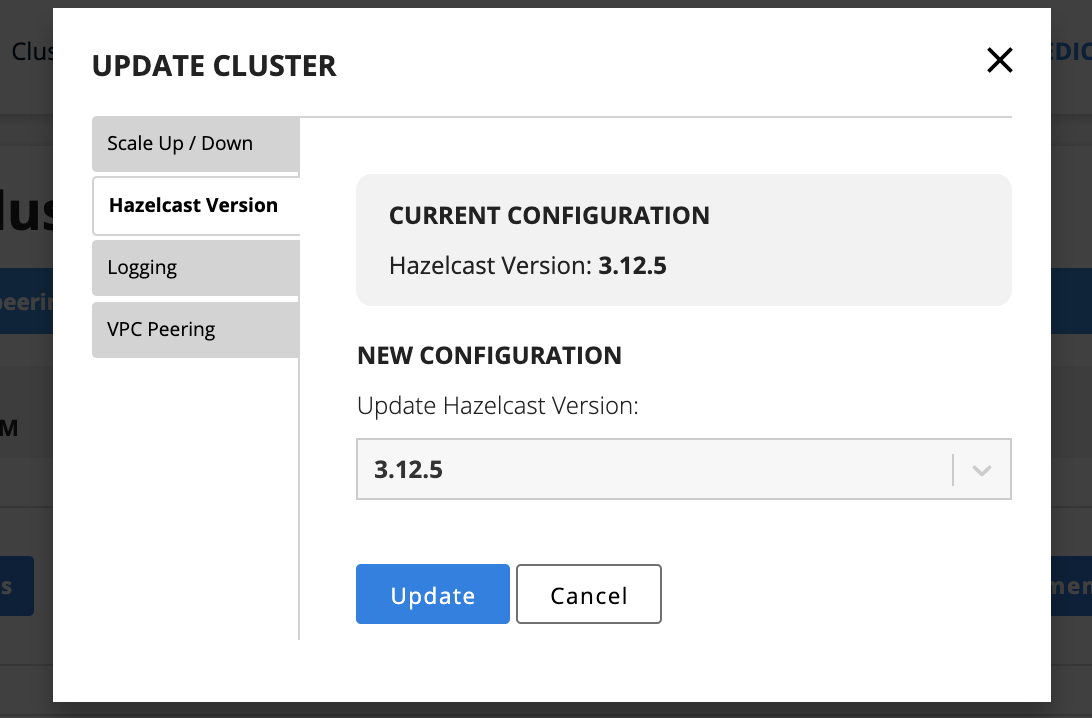 UPDATE CLUSTER
Scale Up / Down
Hazelcast Version
Logging
VPC Peering
CURRENT CONFIGURATION
Hazelcast Version: 3.12.5
NEW CONFIGURATION
Update Hazelcast Version:
3.12.5
Update
Cancel